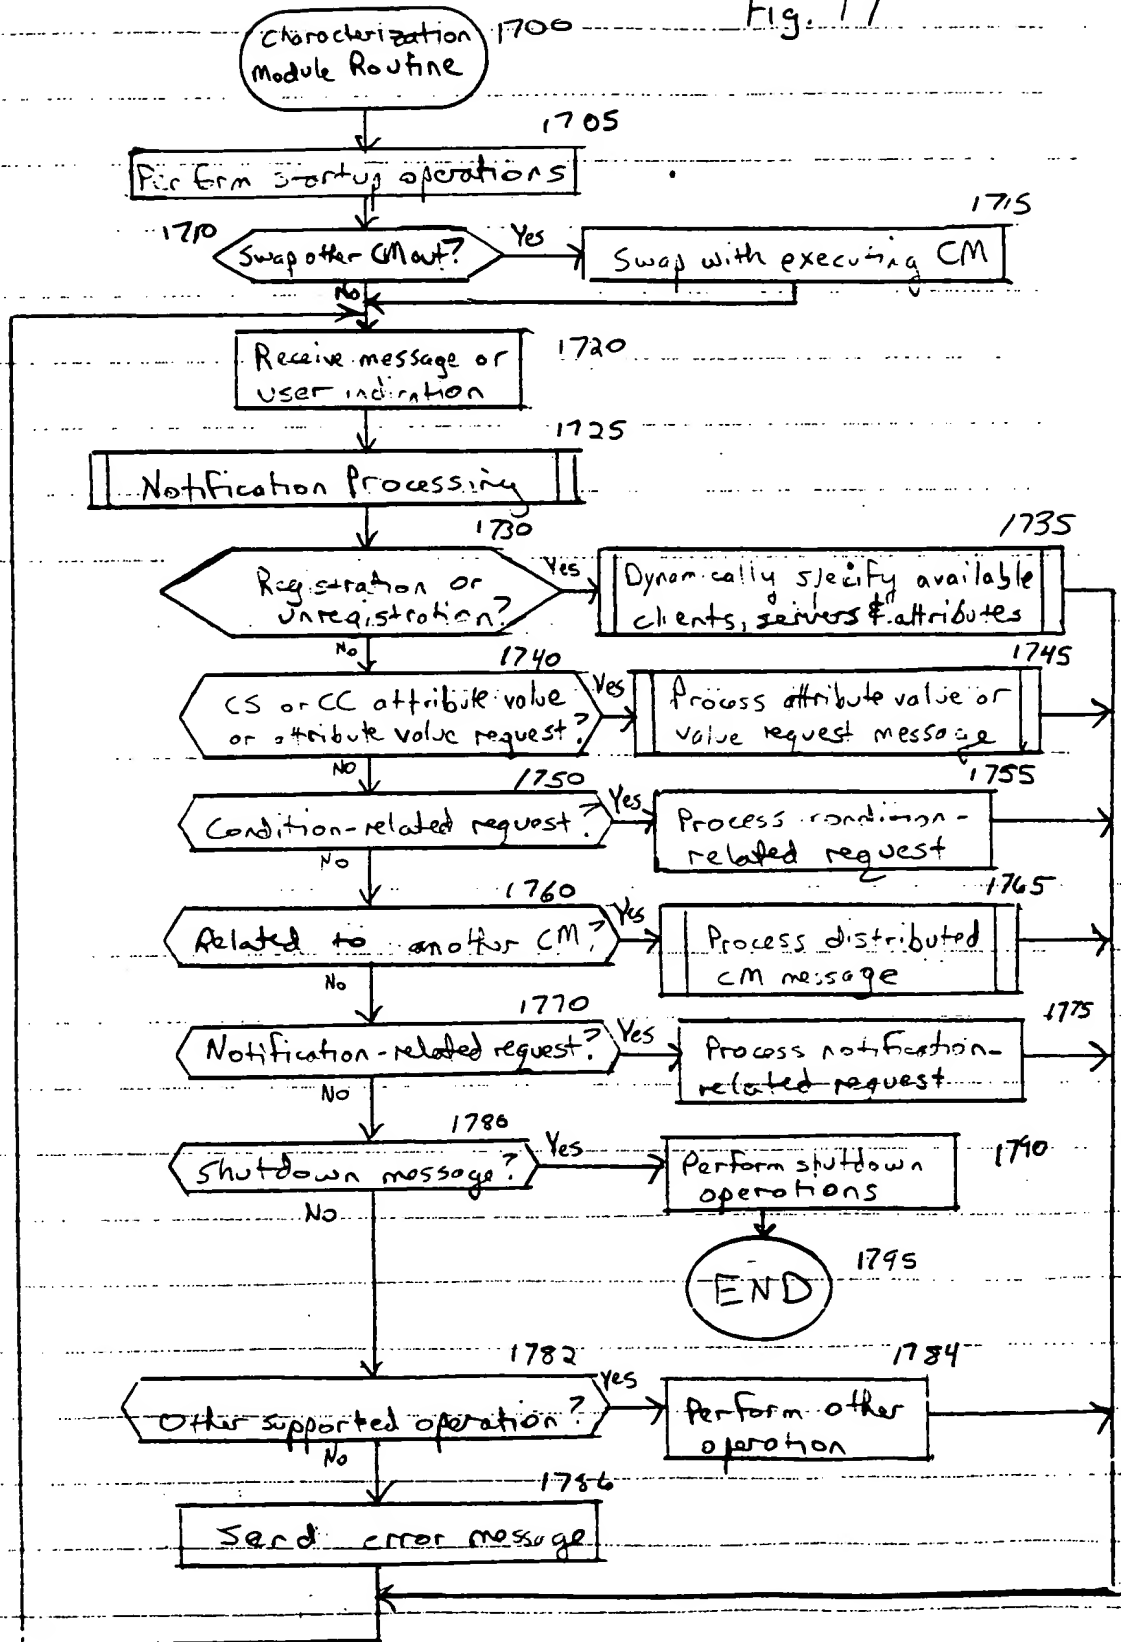 Fig. 17
Characterization 1700
Module Routine
1705
Perform startup operations
1710
Swap other CM out?
Yes
1715
Swap with executing CM
No
Receive message or
user indication
1720
1725
Notification Processing
1730
Registration or
unregistration?
Yes
1735
Dynamically specify available
clients, servers & attributes
No
1740
CS or CC attribute value
or attribute value request?
Yes
1745
Process attribute value or
value request message
No
1750
Condition-related request?
Yes
1755
Process condition-
related request
No
1760
Related to another CM?
Yes
1765
Process distributed
CM message
No
1770
Notification-related request?
Yes
1775
Process notification-
related request
No
1780
Shutdown message?
Yes
Perform shutdown
operations
1790
No
END
1795
1782
Other supported operation?
Yes
1784
Perform other
operation
No
1786
Send error message